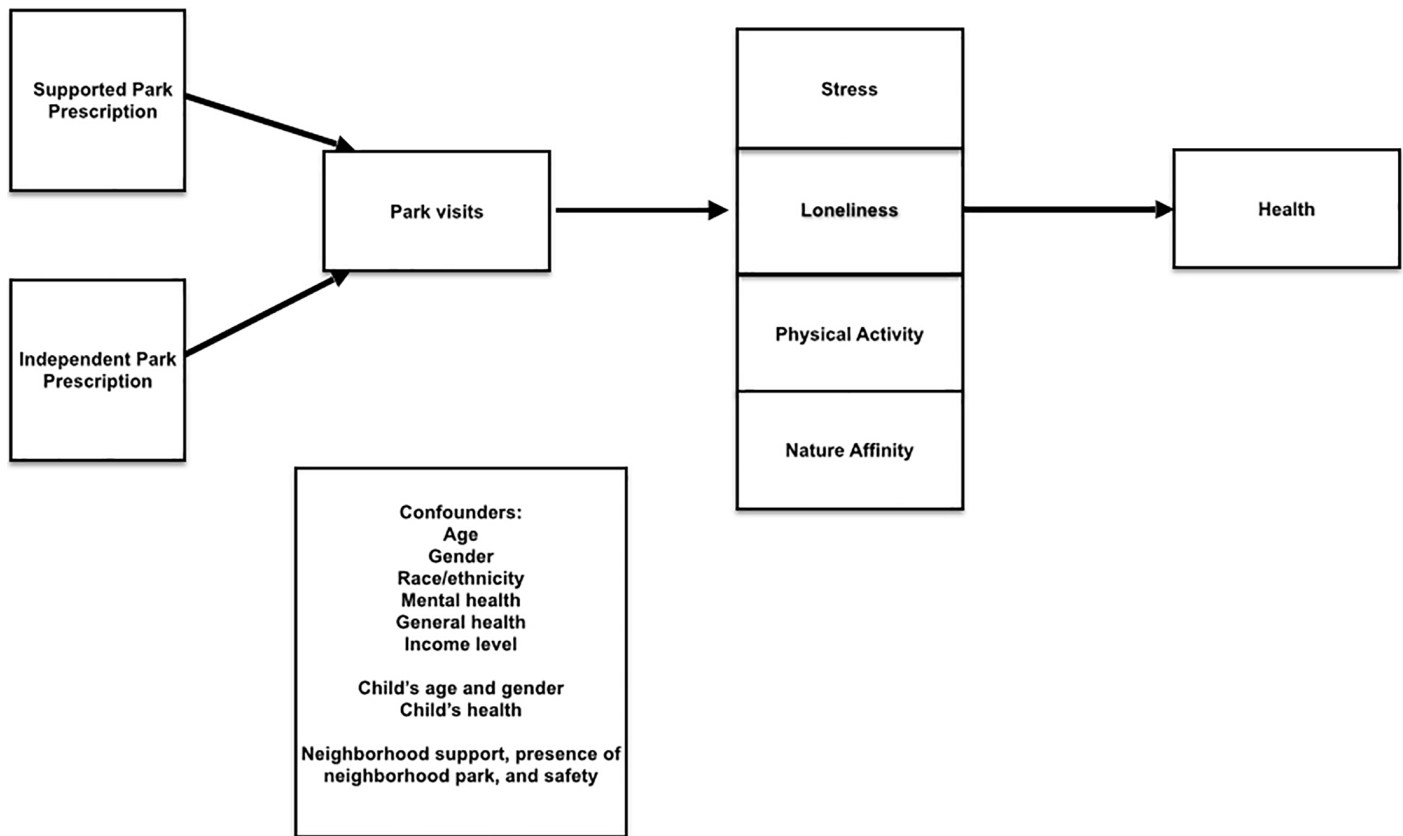 Supported Park
Prescription
Independent Park
Prescription
Park visits
Stress
Loneliness
Physical Activity
Nature Affinity
Health
Confounders:
Age
Gender
Race/ethnicity
Mental health
General health
Income level
Child's age and gender
Child's health
Neighborhood support, presence of
neighborhood park, and safety